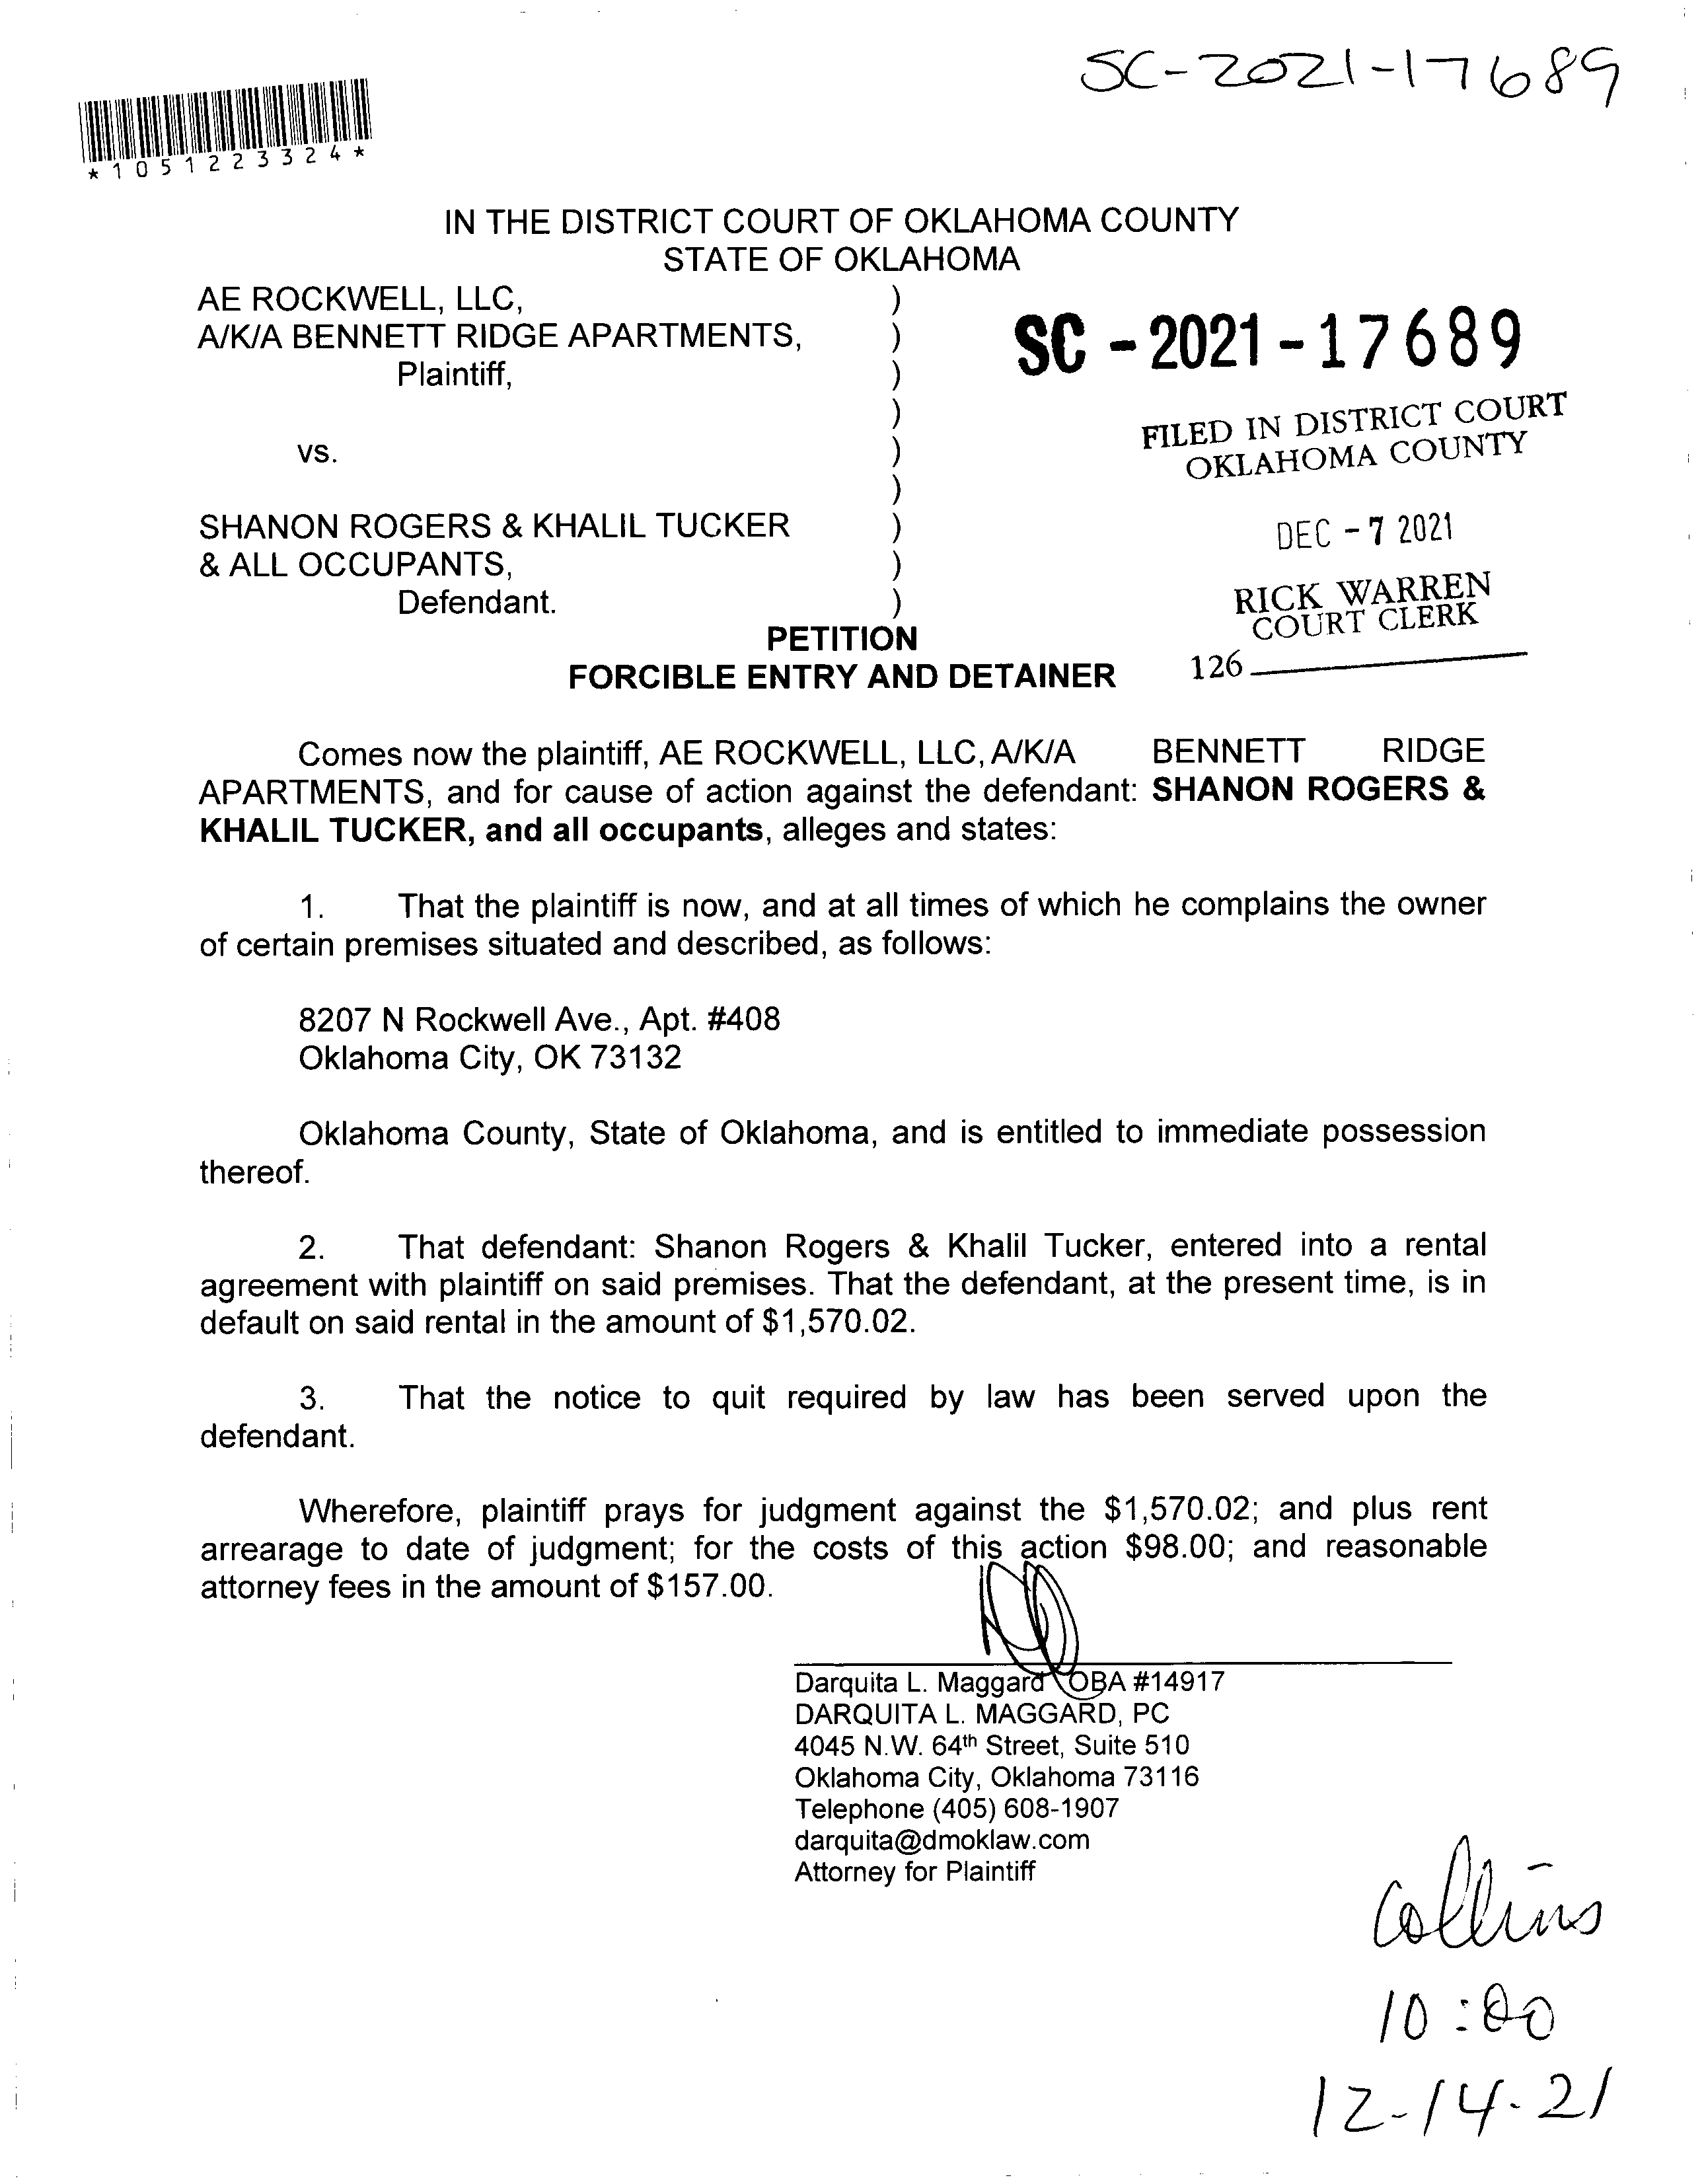 SC-2021-17689
*1051223324*
IN THE DISTRICT COURT OF OKLAHOMA COUNTY
STATE OF OKLAHOMA
AE ROCKWELL, LLC, )
A/K/A BENNETT RIDGE APARTMENTS, )
Plaintiff, )
)
vs. )
)
SHANON ROGERS & KHALIL TUCKER )
& ALL OCCUPANTS, )
Defendant. )
SC - 2021 - 17689
FILED IN DISTRICT COURT
OKLAHOMA COUNTY
DEC - 7 2021
RICK WARREN
COURT CLERK
126
PETITION
FORCIBLE ENTRY AND DETAINER
Comes now the plaintiff, AE ROCKWELL, LLC, A/K/A BENNETT RIDGE
APARTMENTS, and for cause of action against the defendant: SHANON ROGERS &
KHALIL TUCKER, and all occupants, alleges and states:
1. That the plaintiff is now, and at all times of which he complains the owner
of certain premises situated and described, as follows:
8207 N Rockwell Ave., Apt. #408
Oklahoma City, OK 73132
Oklahoma County, State of Oklahoma, and is entitled to immediate possession
thereof.
2. That defendant: Shanon Rogers & Khalil Tucker, entered into a rental
agreement with plaintiff on said premises. That the defendant, at the present time, is in
default on said rental in the amount of $1,570.02.
3. That the notice to quit required by law has been served upon the
defendant.
Wherefore, plaintiff prays for judgment against the $1,570.02; and plus rent
arrearage to date of judgment; for the costs of this action $98.00; and reasonable
attorney fees in the amount of $157.00.
Darquita L. Maggard OBA #14917
DARQUITA L. MAGGARD, PC
4045 N.W. 64th Street, Suite 510
Oklahoma City, Oklahoma 73116
Telephone (405) 608-1907
darquita@dmoklaw.com
Attorney for Plaintiff
Collins
10:00
12-14-21